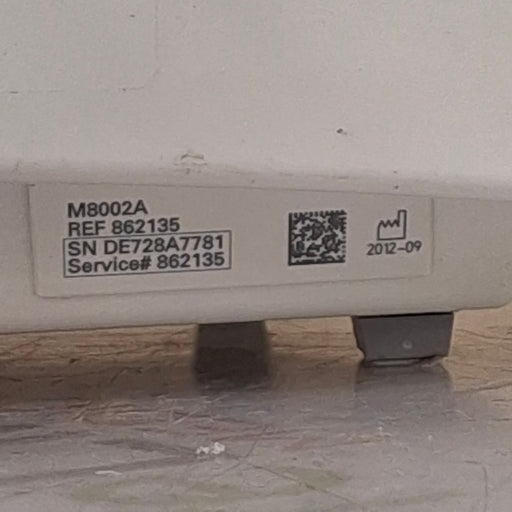 M8002A
REF 862135
SN DE728A7781
Service# 862135
2012-09